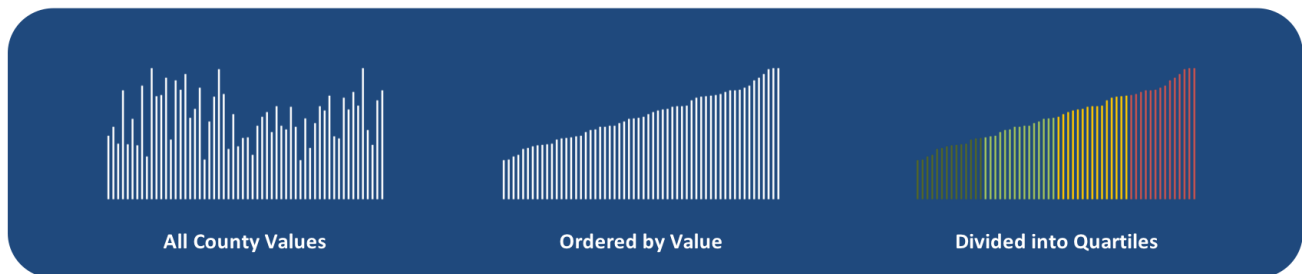 All County Values
Ordered by Value
Divided into Quartiles